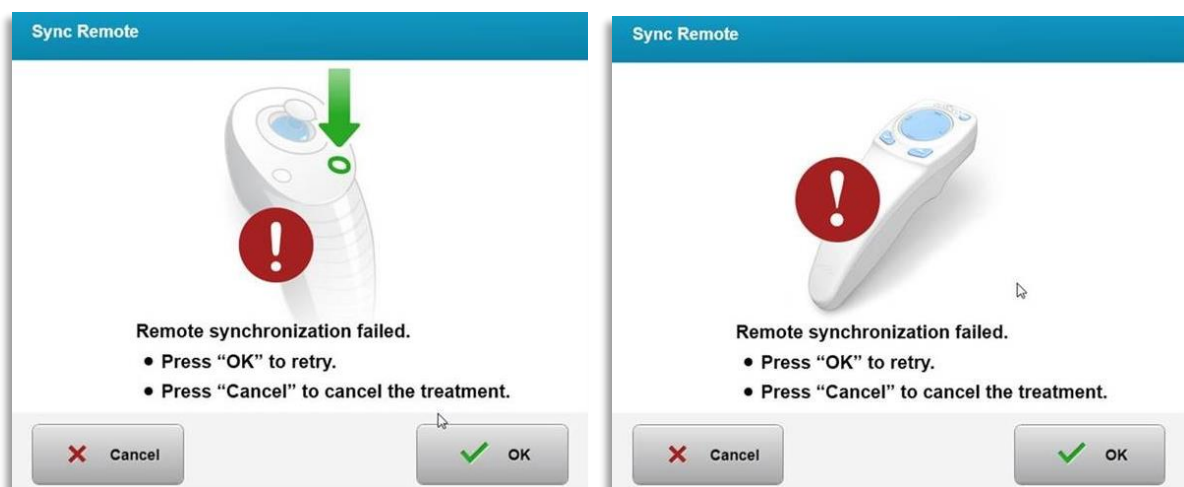 Sync Remote
Remote synchronization failed.
• Press “OK” to retry.
• Press “Cancel” to cancel the treatment.
Cancel
OK
Sync Remote
Remote synchronization failed.
• Press “OK” to retry.
• Press “Cancel” to cancel the treatment.
Cancel
OK